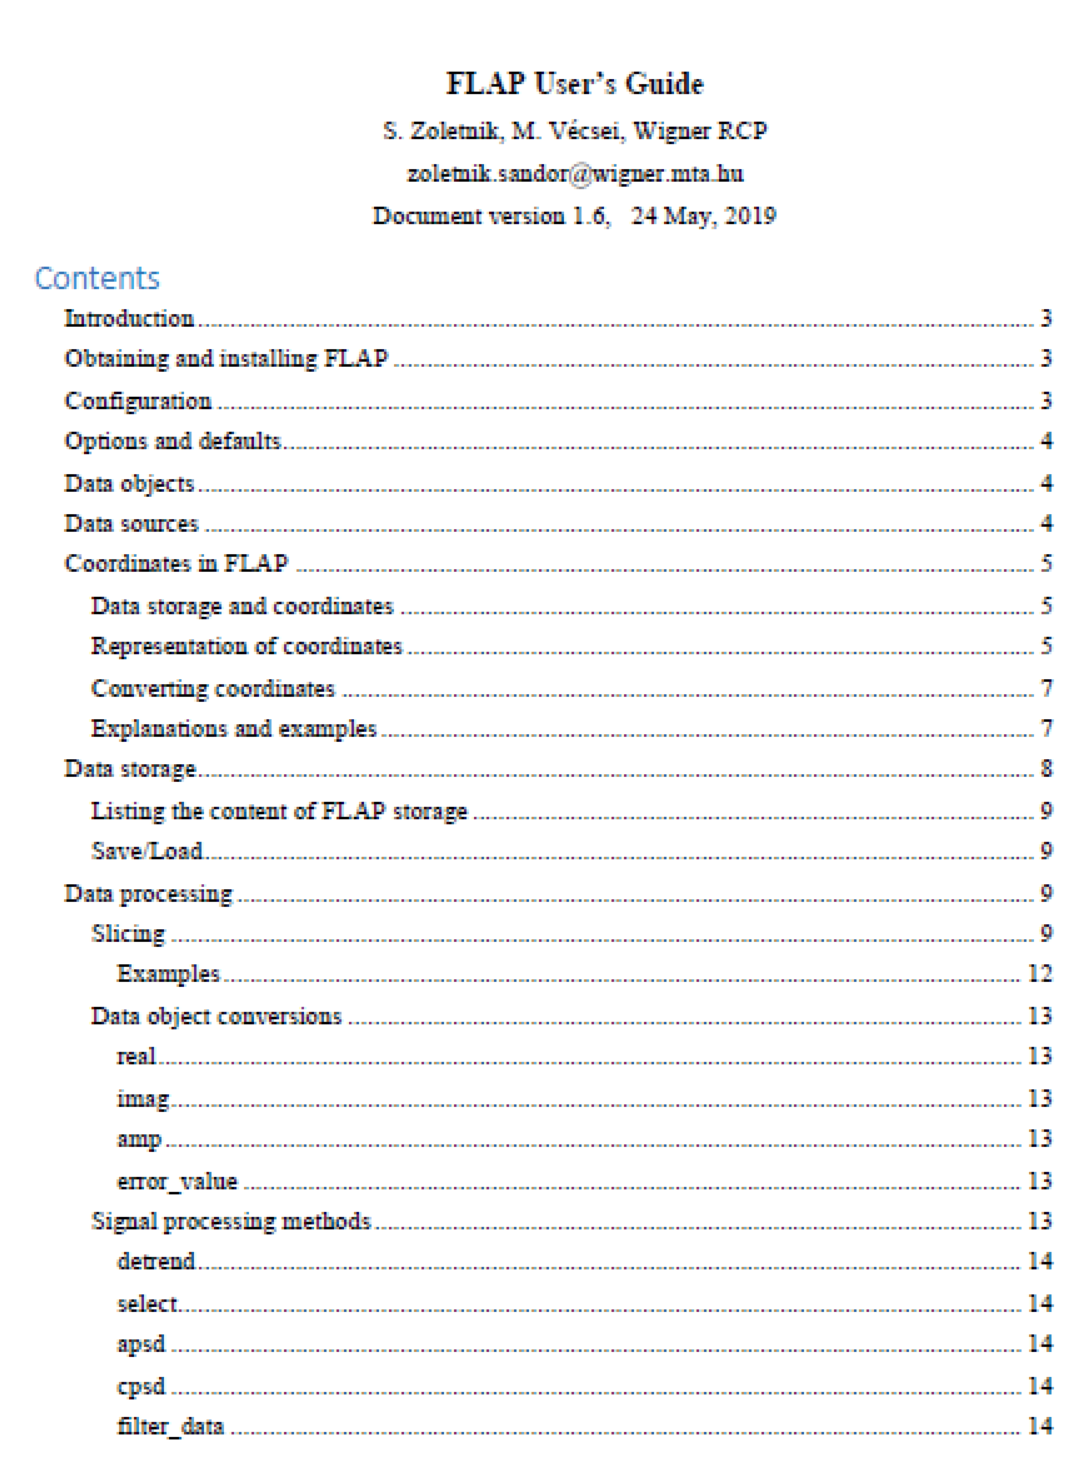 FLAP User's Guide
S. Zoletnik, M. Vécsei, Wigner RCP
zoletnik.sandor@wigner.mta.hu
Document version 1.6, 24 May, 2019
Contents
Introduction 3
Obtaining and installing FLAP 3
Configuration 3
Options and defaults 4
Data objects 4
Data sources 4
Coordinates in FLAP 5
Data storage and coordinates 5
Representation of coordinates 5
Converting coordinates 7
Explanations and examples 7
Data storage 8
Listing the content of FLAP storage 9
Save/Load 9
Data processing 9
Slicing 9
Examples 12
Data object conversions 13
real 13
imag 13
amp 13
error_value 13
Signal processing methods 13
detrend 14
select 14
apsd 14
cpsd 14
filter_data 14